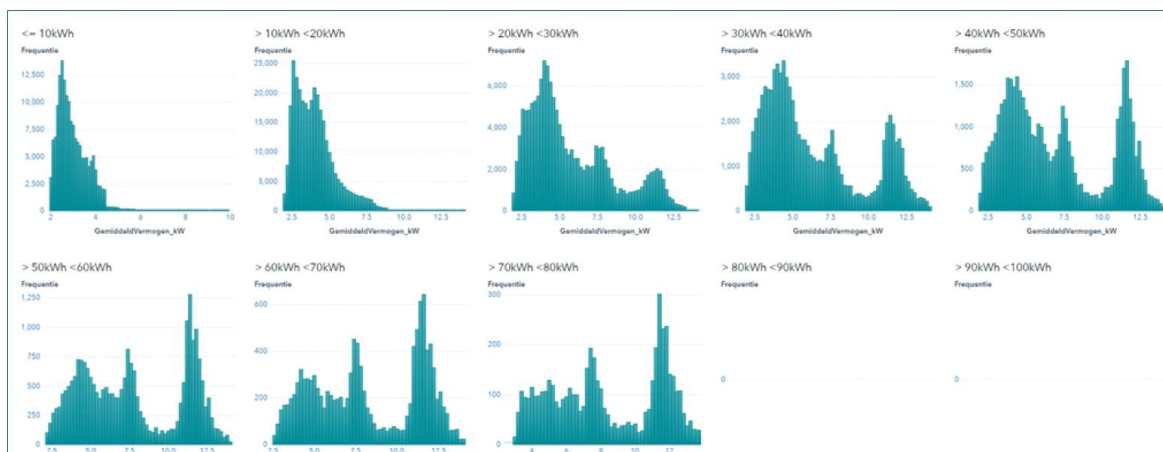 <= 10kWh
Frequentie
12,500
10,000
7,500
5,000
2,500
0
2 4 6 8 10
GemiddeldVermogen_kW
> 10kWh <20kWh
Frequentie
25,000
20,000
15,000
10,000
5,000
0
2.5 5.0 7.5 10.0 12.5
GemiddeldVermogen_kW
> 20kWh <30kWh
Frequentie
6,000
4,000
2,000
0
2.5 5.0 7.5 10.0 12.5
GemiddeldVermogen_kW
> 30kWh <40kWh
Frequentie
3,000
2,000
1,000
0
2.5 5.0 7.5 10.0 12.5
GemiddeldVermogen_kW
> 40kWh <50kWh
Frequentie
1,500
1,000
500
0
2.5 5.0 7.5 10.0 12.5
GemiddeldVermogen_kW
> 50kWh <60kWh
Frequentie
1,250
1,000
750
500
250
0
2.5 5.0 7.5 10.0 12.5
> 60kWh <70kWh
Frequentie
600
400
200
0
2.5 5.0 7.5 10.0 12.5
> 70kWh <80kWh
Frequentie
300
200
100
0
4 6 8 10 12
> 80kWh <90kWh
Frequentie
0
> 90kWh <100kWh
Frequentie
0